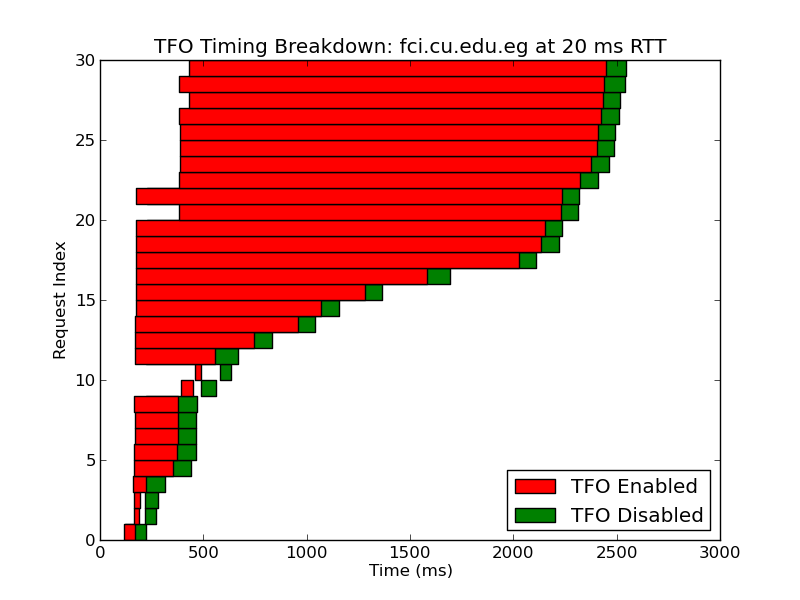 TFO Timing Breakdown: fci.cu.edu.eg at 20 ms RTT
30
25
20
15
10
5
0
Request Index
TFO Enabled
TFO Disabled
0 500 1000 1500 2000 2500 3000
Time (ms)